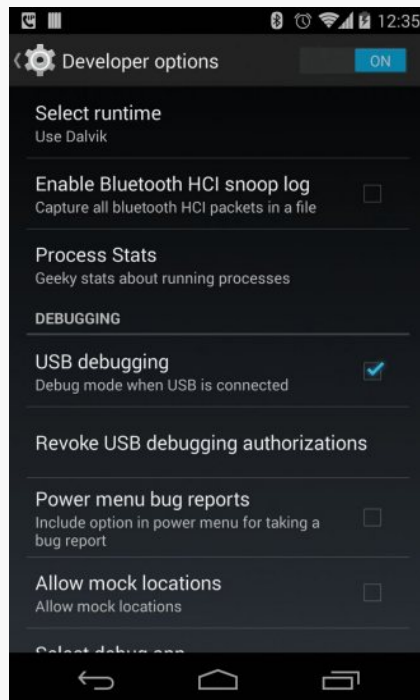 12:35
Developer options
ON
Select runtime
Use Dalvik
Enable Bluetooth HCI snoop log
Capture all bluetooth HCI packets in a file
Process Stats
Geeky stats about running processes
DEBUGGING
USB debugging
Debug mode when USB is connected
Revoke USB debugging authorizations
Power menu bug reports
Include option in power menu for taking a
bug report
Allow mock locations
Allow mock locations
Select debug app